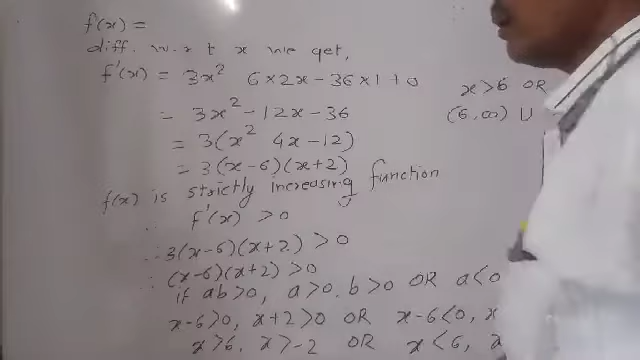 f'(x) =
diff. w.r t x we get,
f'(x) = 3x² 6×2x-36×1+0
= 3x²-12x-36
= 3(x² 4x-12)
= 3(x-6)(x+2)
f(x) is strictly increasing function
∴ f'(x) >0
∴ 3(x-6)(x+2) >0
∴ (x-6)(x+2) >0
if ab>0, a>0, b>0 OR a<0
x-6>0, x+2>0 OR x-6<0, x
x>6, x>-2 OR x<6, x
x>6 OR
(6,∞) U